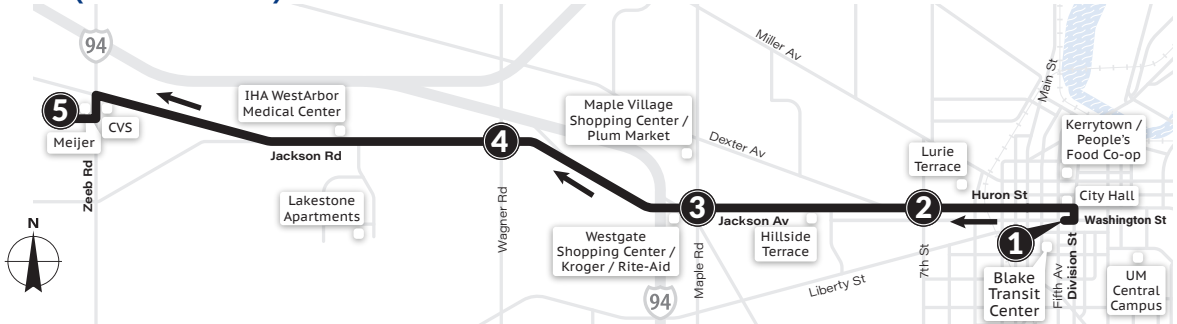 94
Miller Av
Main St
IHA WestArbor
Medical Center
Maple Village
Shopping Center /
Plum Market
Kerrytown /
People's
Food Co-op
5
CVS
Meijer
4
Dexter Av
Lurie
Terrace
Jackson Rd
Zeeb Rd
Lakestone
Apartments
Wagner Rd
3
2
Huron St
City Hall
Jackson Av
Washington St
N
Westgate
Shopping Center /
Kroger / Rite-Aid
Maple Rd
Hillside
Terrace
7th St
1
Liberty St
Blake
Transit
Center
Fifth Av
Division St
UM
Central
Campus
94